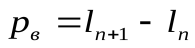 pв = lₙ₊₁ - lₙ